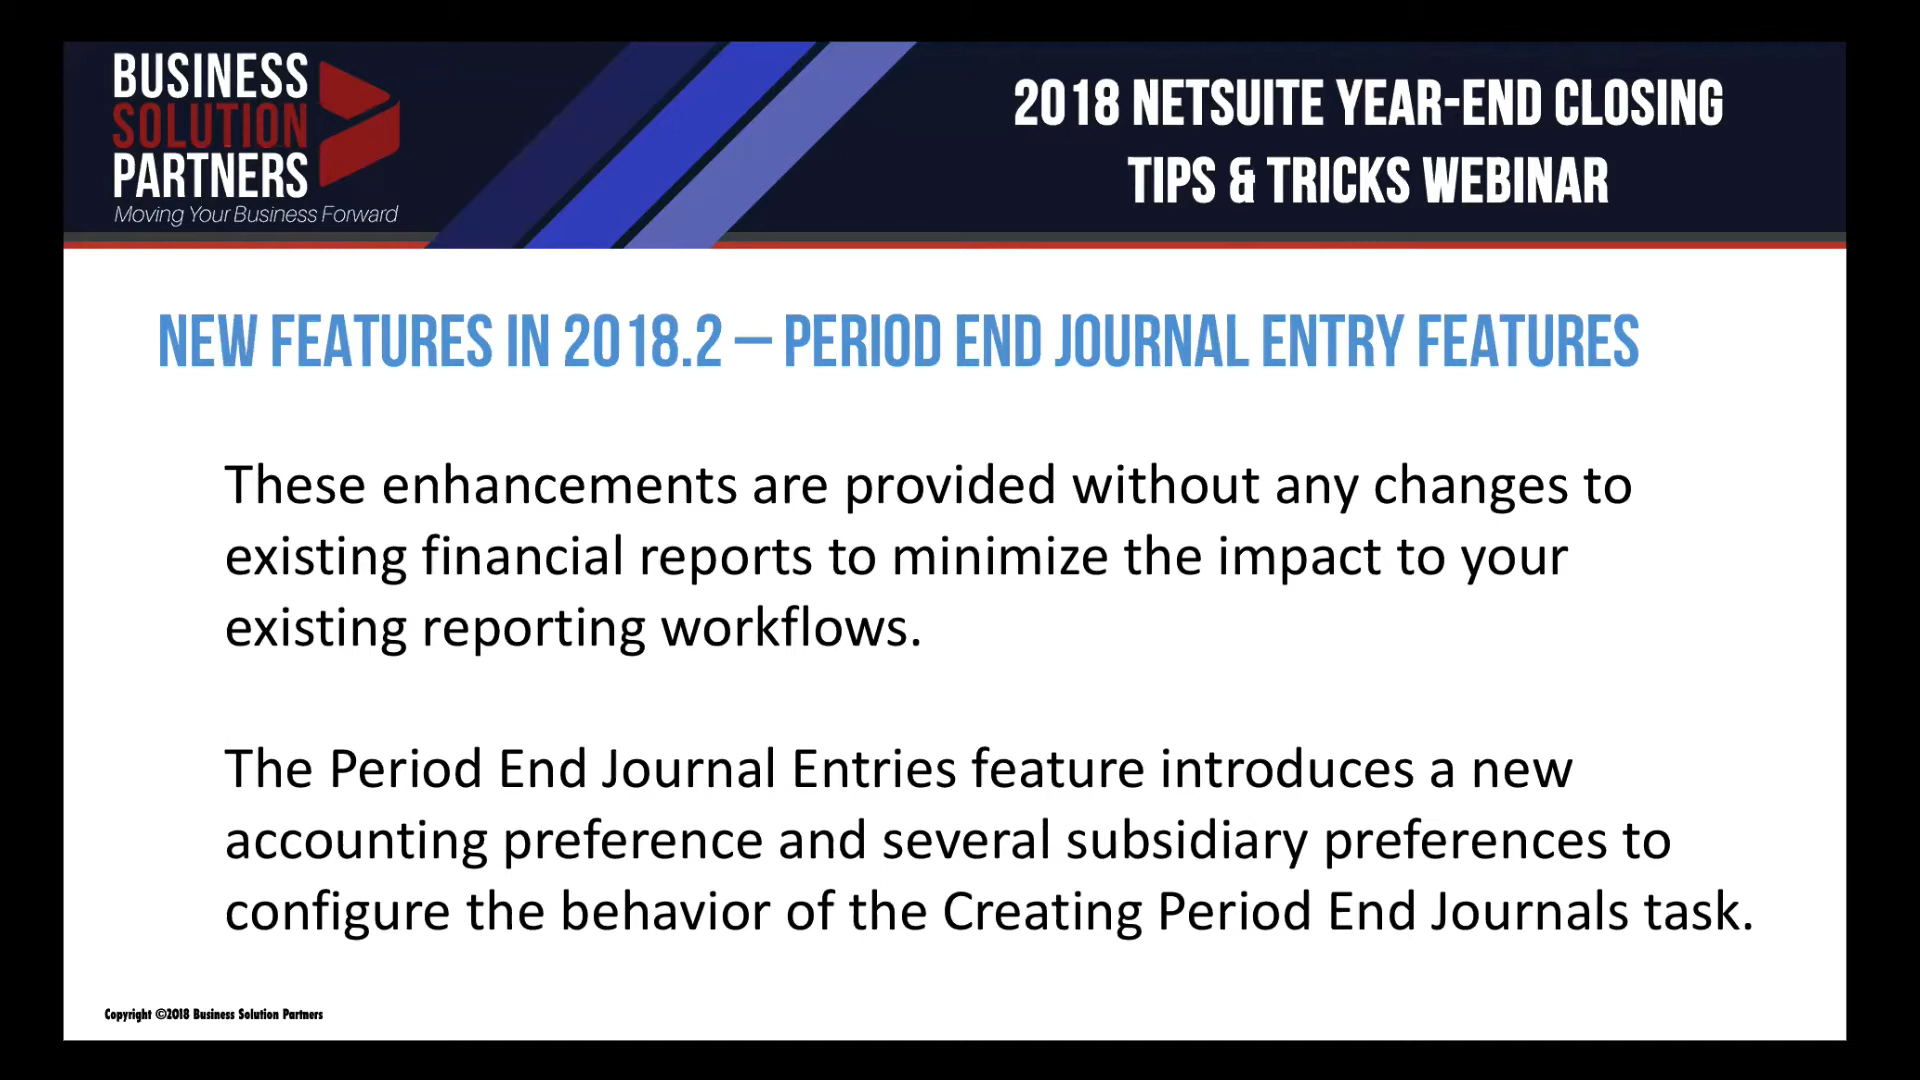 BUSINESS
SOLUTION
PARTNERS
Moving Your Business Forward
2018 NETSUITE YEAR-END CLOSING
TIPS & TRICKS WEBINAR
NEW FEATURES IN 2018.2 – PERIOD END JOURNAL ENTRY FEATURES
These enhancements are provided without any changes to
existing financial reports to minimize the impact to your
existing reporting workflows.
The Period End Journal Entries feature introduces a new
accounting preference and several subsidiary preferences to
configure the behavior of the Creating Period End Journals task.
Copyright ©2018 Business Solution Partners